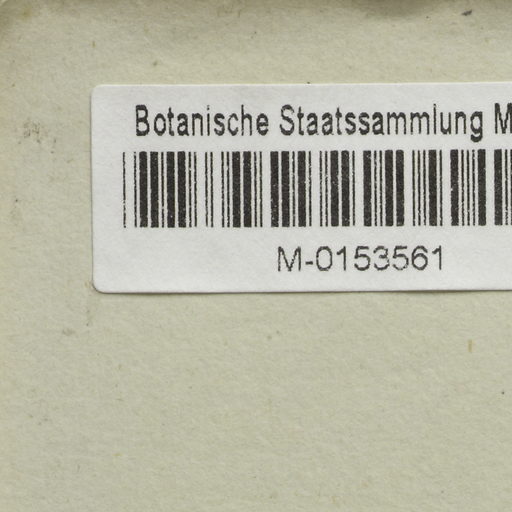 Botanische Staatssammlung M
M-0153561